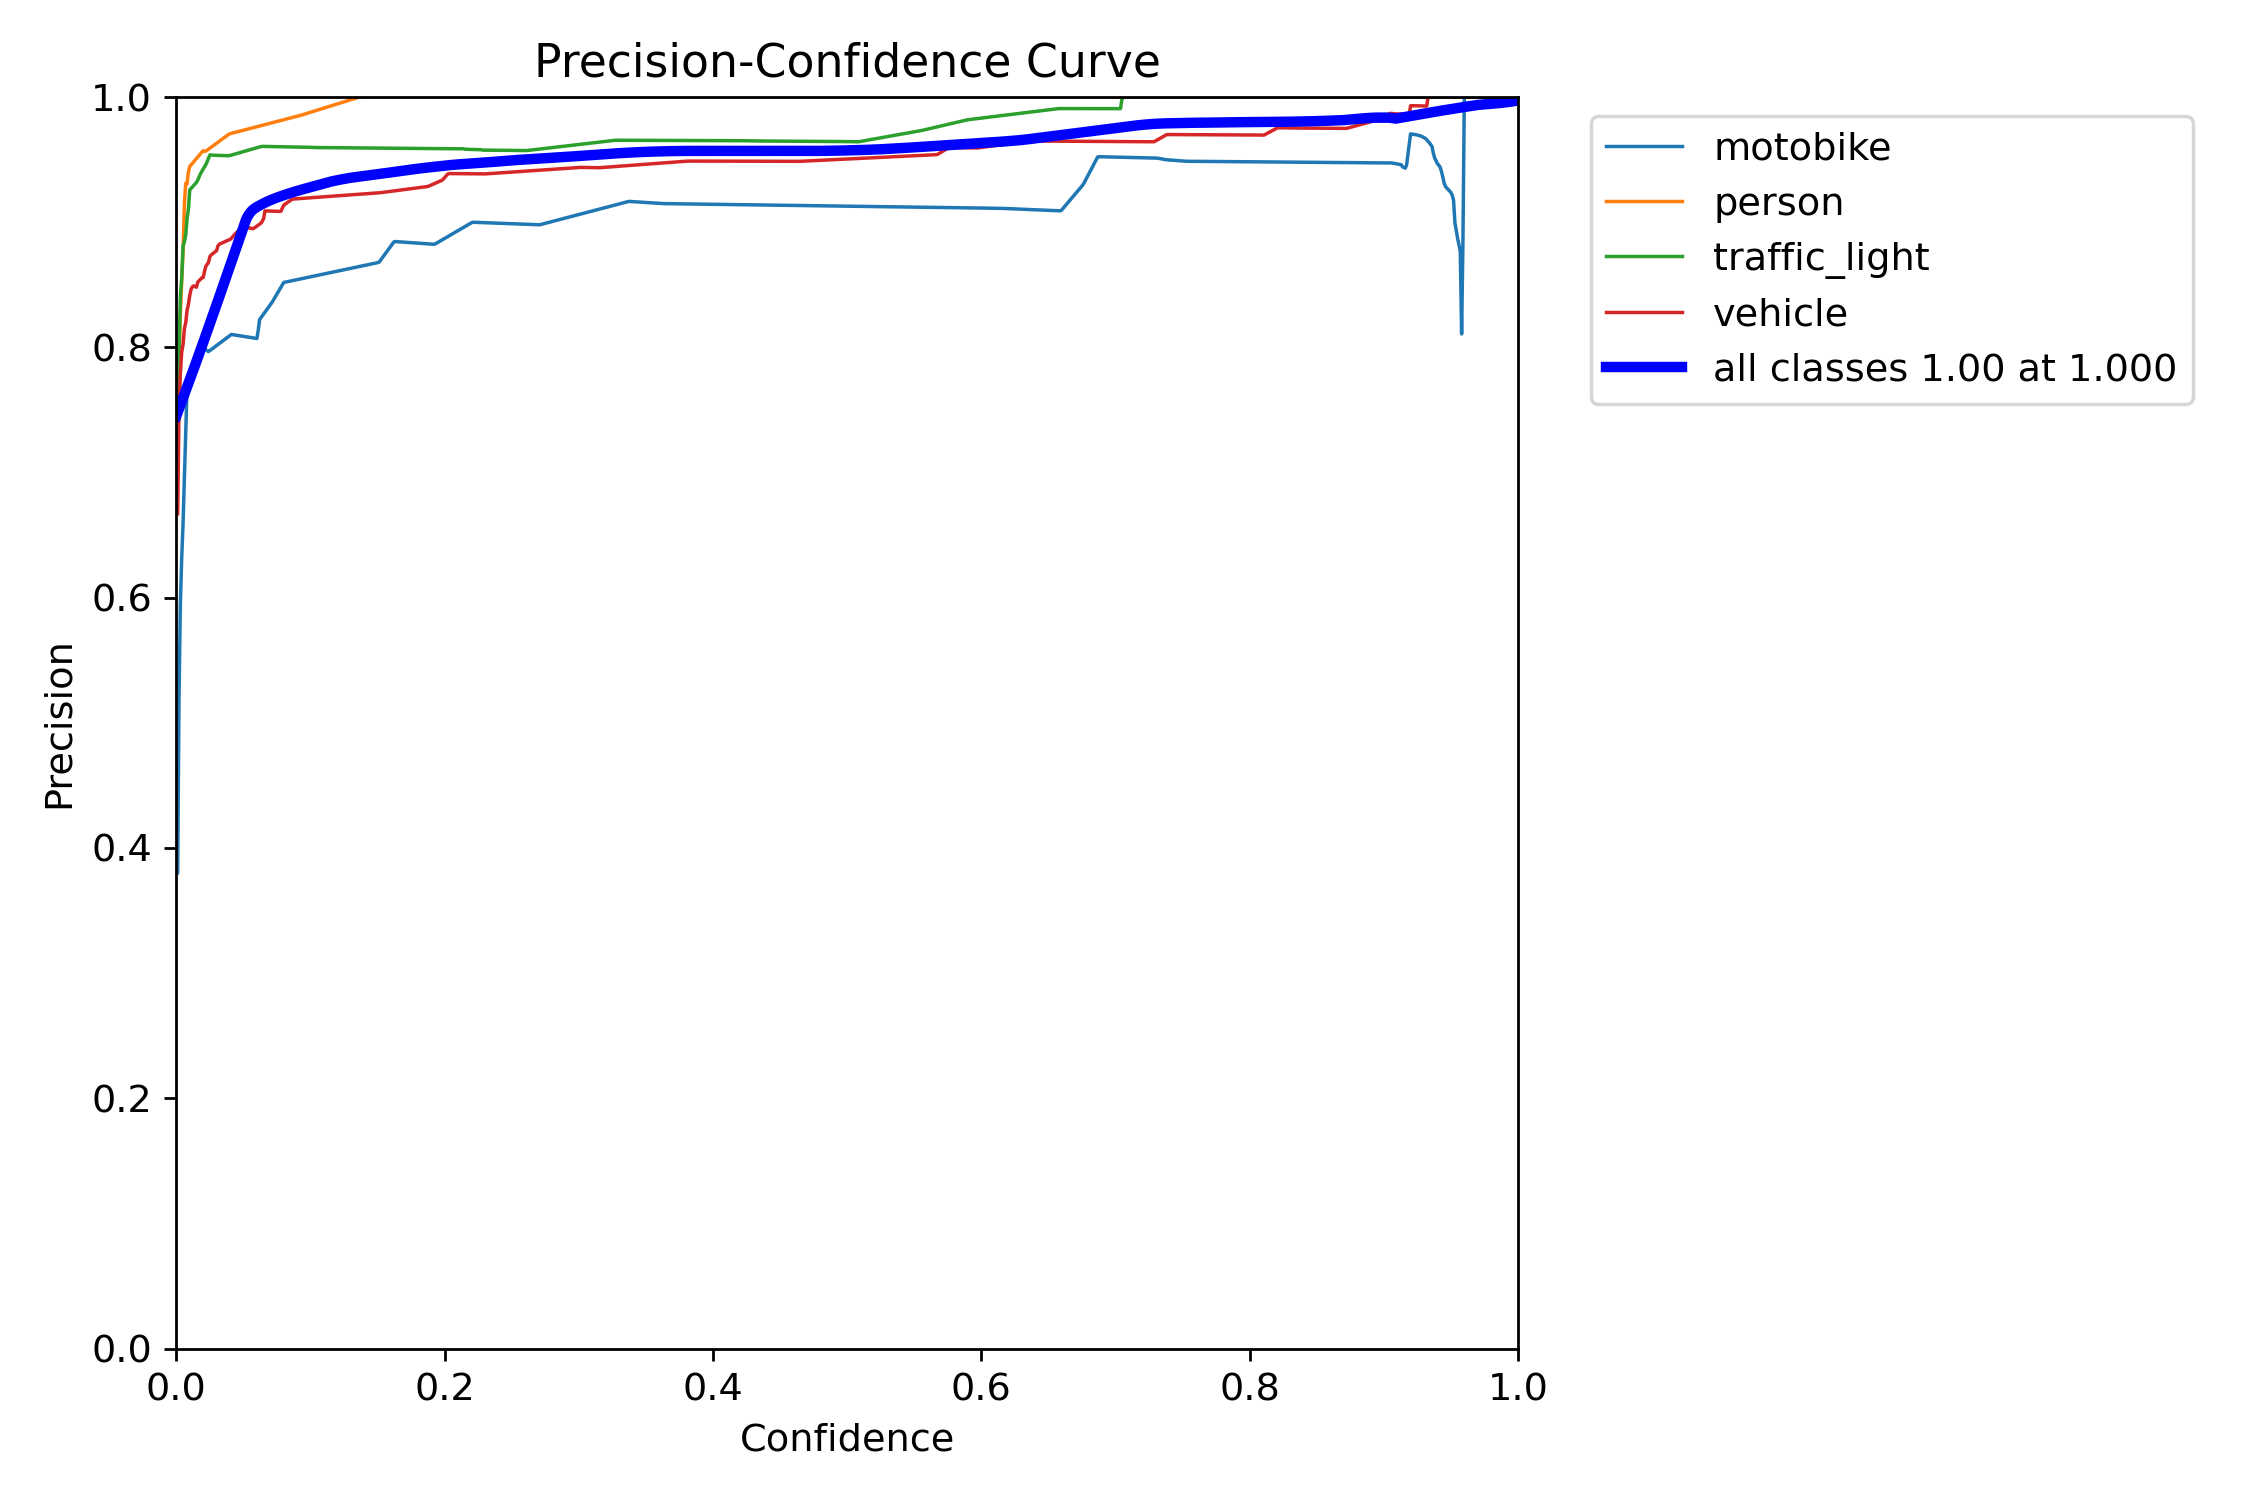 Precision-Confidence Curve
1.0
0.8
0.6
0.4
0.2
0.0
Precision
0.0 0.2 0.4 0.6 0.8 1.0
Confidence
motobike
person
traffic_light
vehicle
all classes 1.00 at 1.000